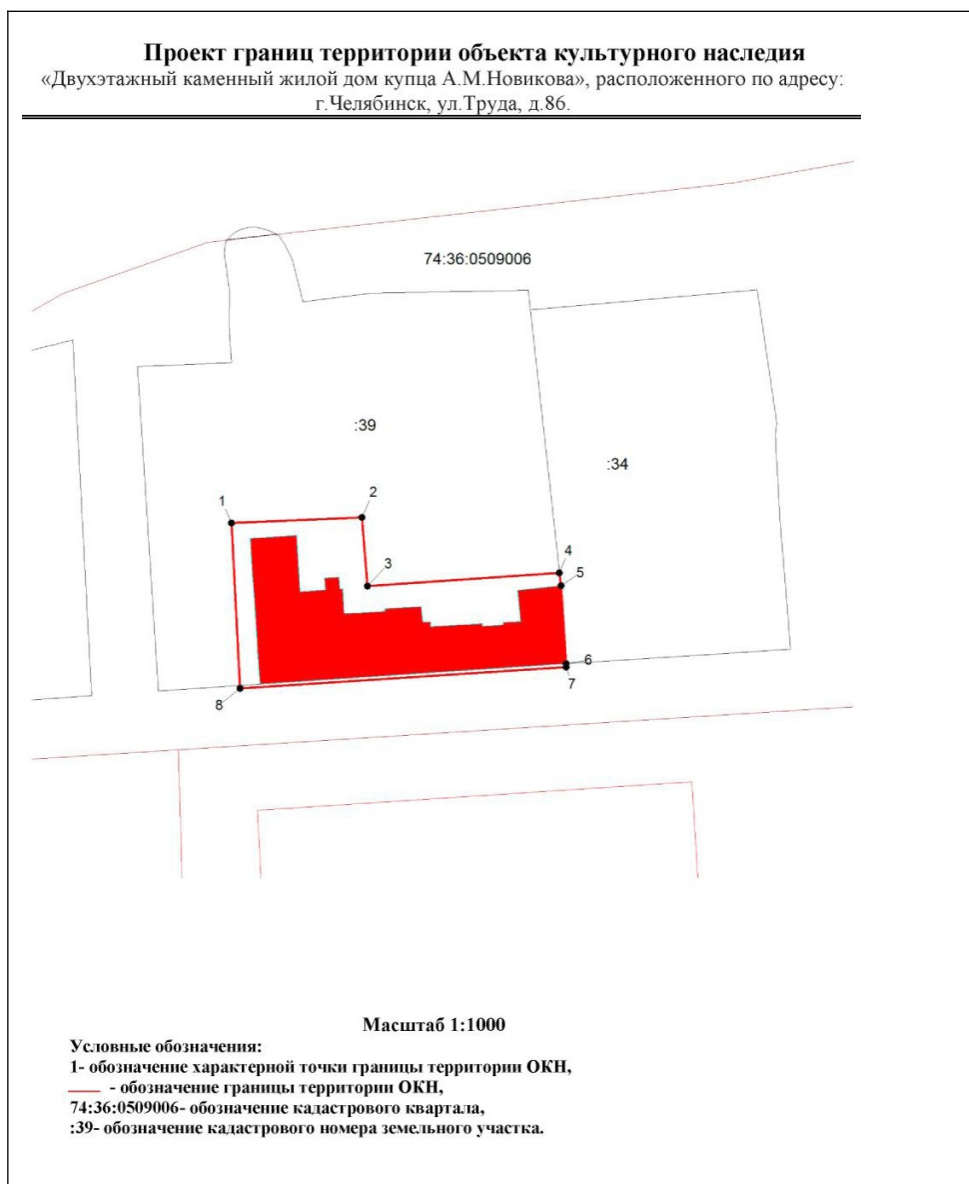 Проект границ территории объекта культурного наследия
«Двухэтажный каменный жилой дом купца А.М.Новикова», расположенного по адресу:
г.Челябинск, ул.Труда, д.86.
74:36:0509006
:39
:34
1
2
3
4
5
6
7
8
Масштаб 1:1000
Условные обозначения:
1- обозначение характерной точки границы территории ОКН,
- обозначение границы территории ОКН,
74:36:0509006- обозначение кадастрового квартала,
:39- обозначение кадастрового номера земельного участка.